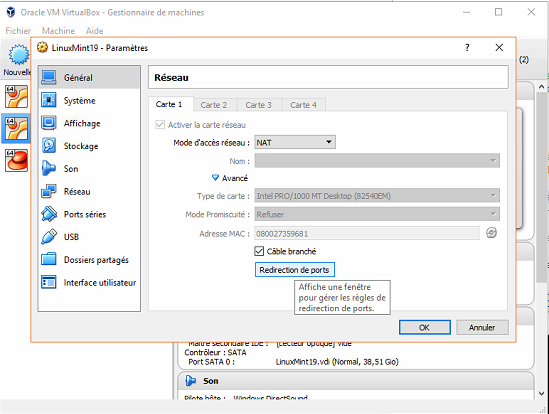 Oracle VM VirtualBox - Gestionnaire de machines
Fichier Machine Aide
Nouvelle
(2)
64
64
64
LinuxMint19 - Paramètres
? ×
Général
Système
Affichage
Stockage
Son
Réseau
Ports séries
USB
Dossiers partagés
Interface utilisateur
Réseau
Carte 1 Carte 2 Carte 3 Carte 4
Activer la carte réseau
Mode d'accès réseau : NAT
Nom :
Avancé
Type de carte : Intel PRO/1000 MT Desktop (82540EM)
Mode Promiscuité : Refuser
Adresse MAC : 080027359681
Câble branché
Redirection de ports
Affiche une fenêtre
pour gérer les règles de
redirection de ports.
OK Annuler
Maître secondaire IDE : [Lecteur optique] Vide
Contrôleur : SATA
Port SATA 0 : LinuxMint19.vdi (Normal, 38,51 Gio)
Son
Pilote hôte : Windows DirectSound